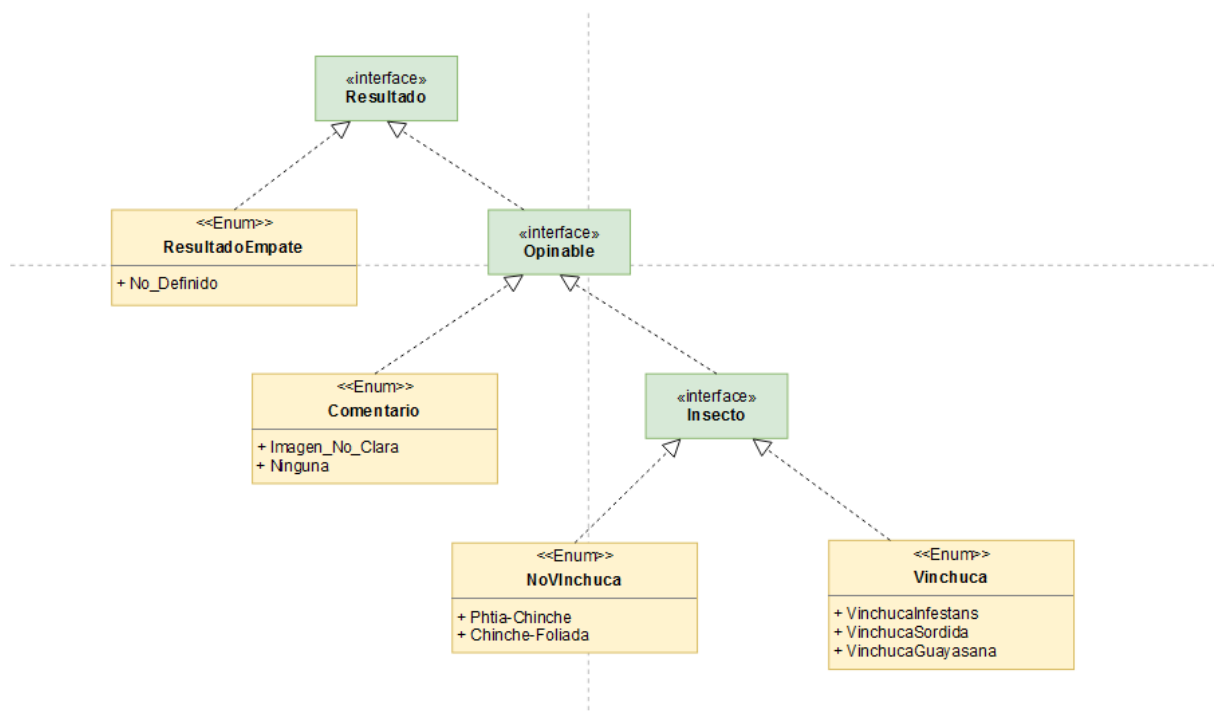 «interface»
Resultado
<<Enum>>
ResultadoEmpate
+ No_Definido
«interface»
Opinable
<<Enum>>
Comentario
+ Imagen_No_Clara
+ Ninguna
«interface»
Insecto
<<Enum>>
NoVInchuca
+ Phtia-Chinche
+ Chinche-Foliada
<<Enum>>
Vinchuca
+ VinchucaInfestans
+ VinchucaSordida
+ VinchucaGuayasana